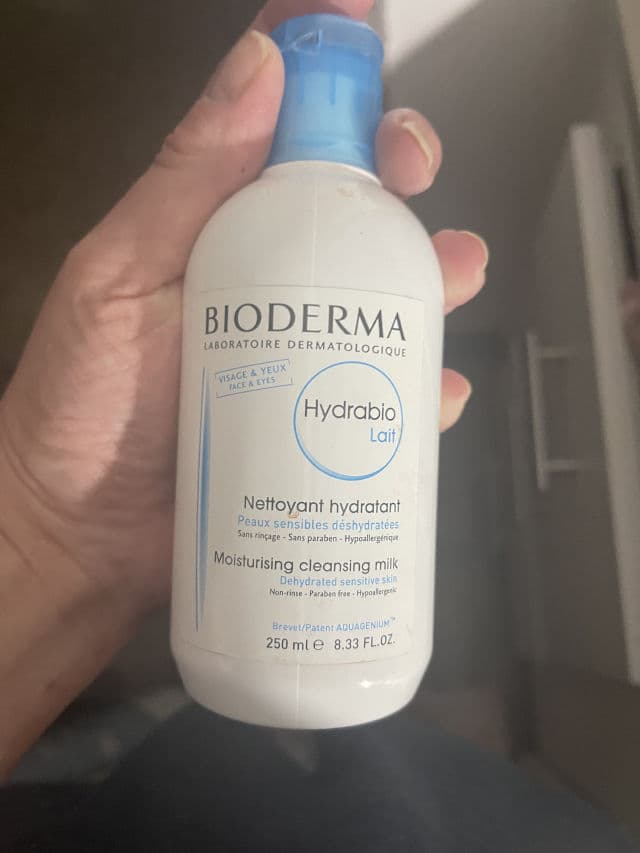 BIODERMA
LABORATOIRE DERMATOLOGIQUE
VISAGE & YEUX
FACE & EYES
Hydrabio
Lait
Nettoyant hydratant
Peaux sensibles déshydratées
Sans rinçage - Sans paraben - Hypoallergénique
Moisturising cleansing milk
Dehydrated sensitive skin
Non-rinse - Paraben free - Hypoallergenic
Brevet/Patent AQUAGENIUM™
250 ml ℮ 8.33 FL.OZ.